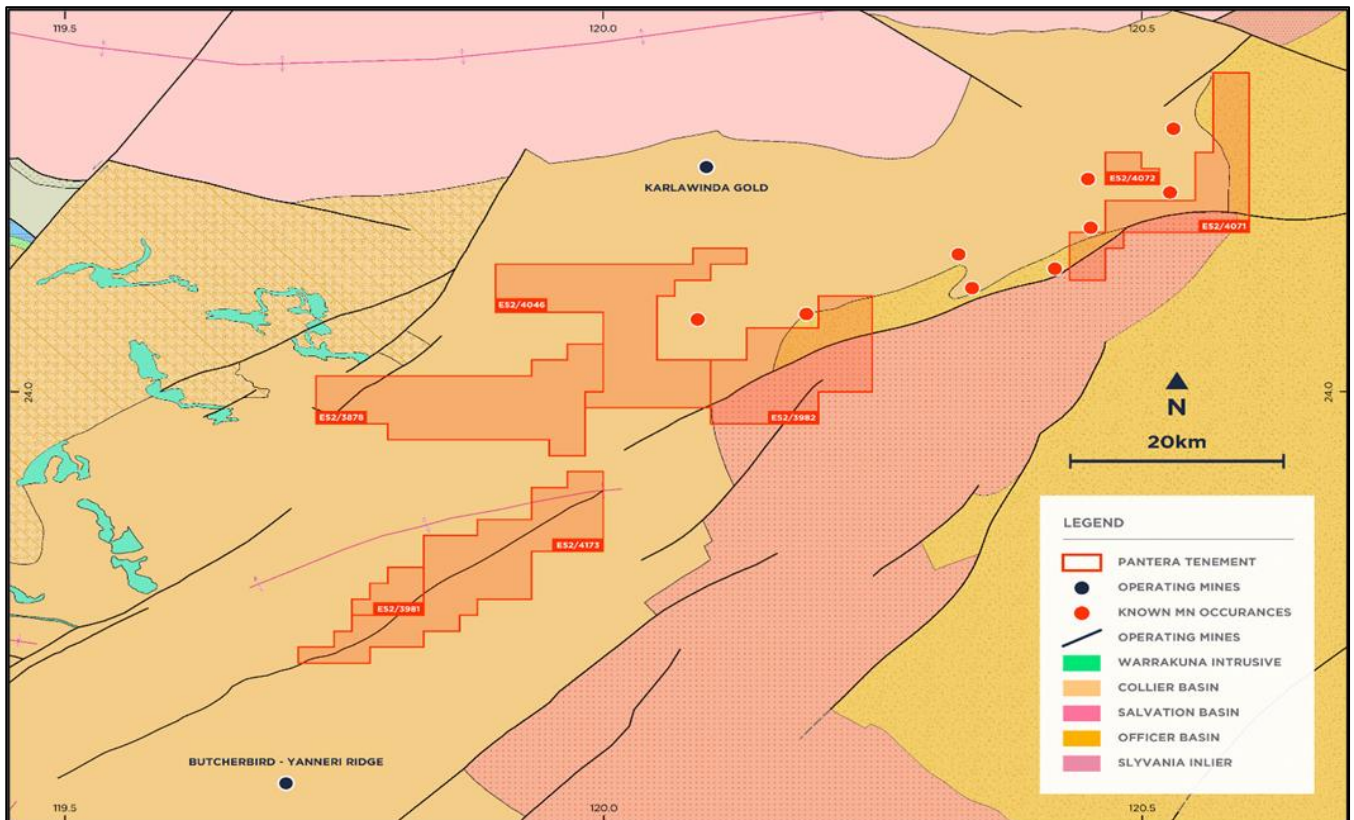 119.5
120.0
120.5
KARLAWINDA GOLD
E52/4072
E52/4071
E52/4046
24.0
24.0
E52/3878
E52/3982
N
20km
E52/4173
E52/3981
LEGEND
PANTERA TENEMENT
OPERATING MINES
KNOWN MN OCCURANCES
OPERATING MINES
WARRAKUNA INTRUSIVE
COLLIER BASIN
SALVATION BASIN
OFFICER BASIN
SLYVANIA INLIER
BUTCHERBIRD - YANNERI RIDGE
119.5
120.0
120.5